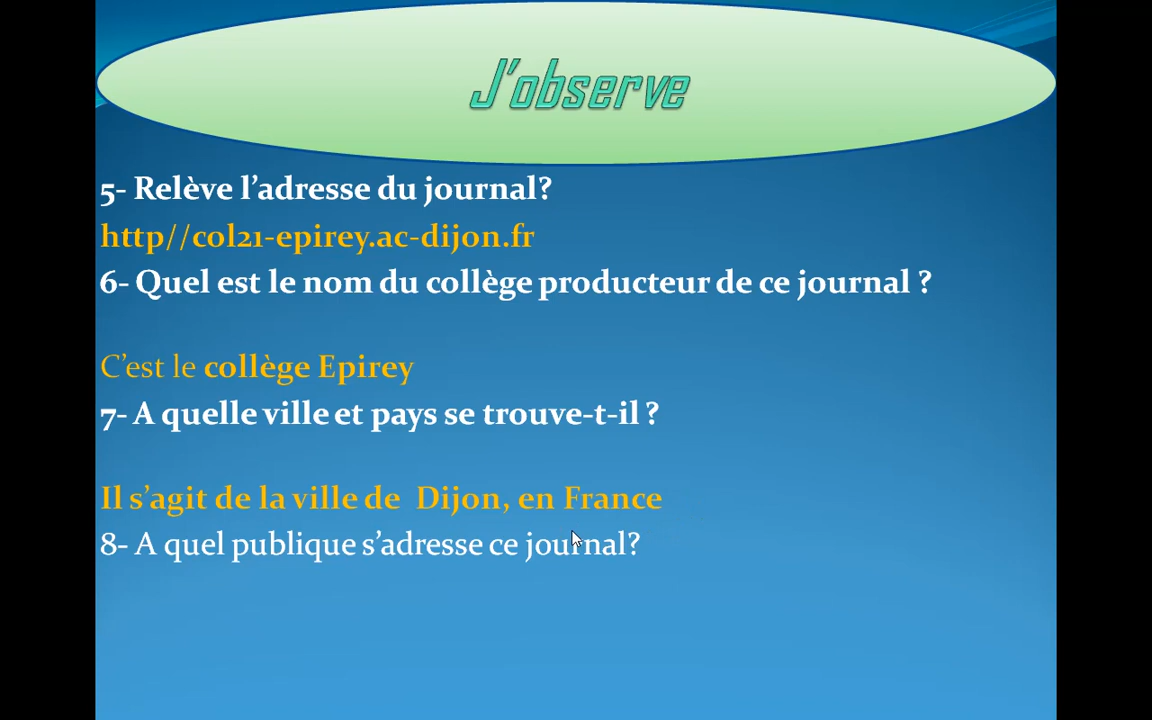 J'observe
5- Relève l'adresse du journal?
http//col21-epirey.ac-dijon.fr
6- Quel est le nom du collège producteur de ce journal ?
C'est le collège Epirey
7- A quelle ville et pays se trouve-t-il ?
Il s'agit de la ville de Dijon, en France
8- A quel publique s'adresse ce journal?